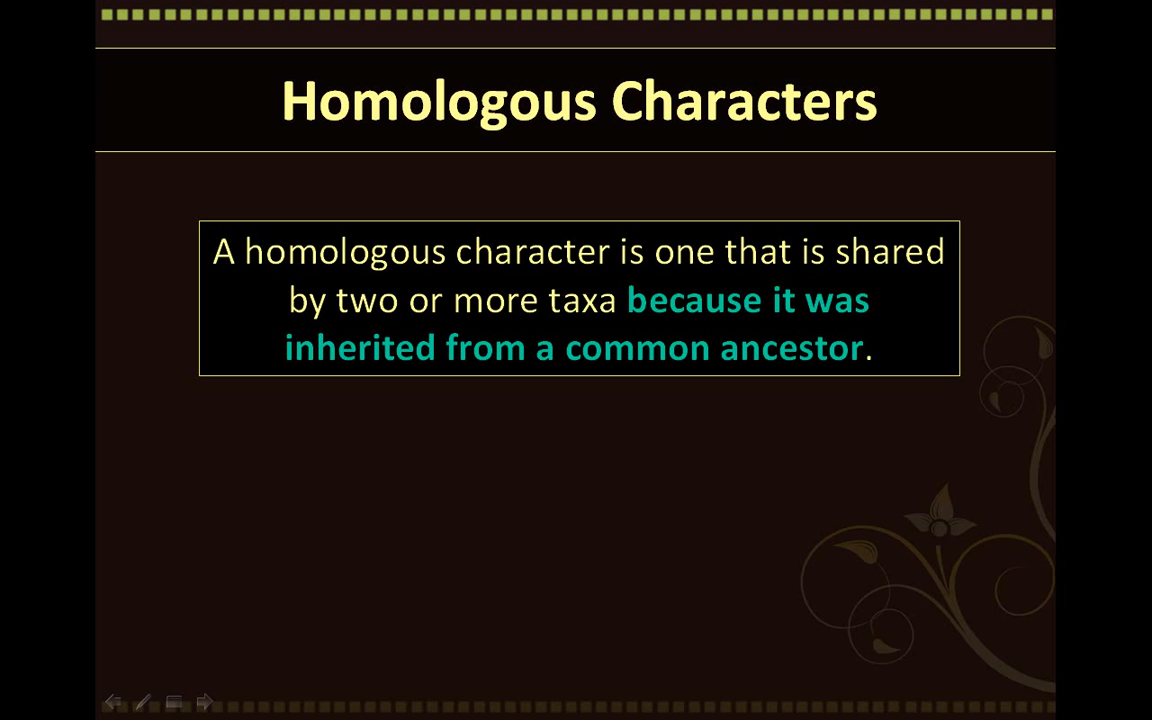 Homologous Characters
A homologous character is one that is shared
by two or more taxa because it was
inherited from a common ancestor.